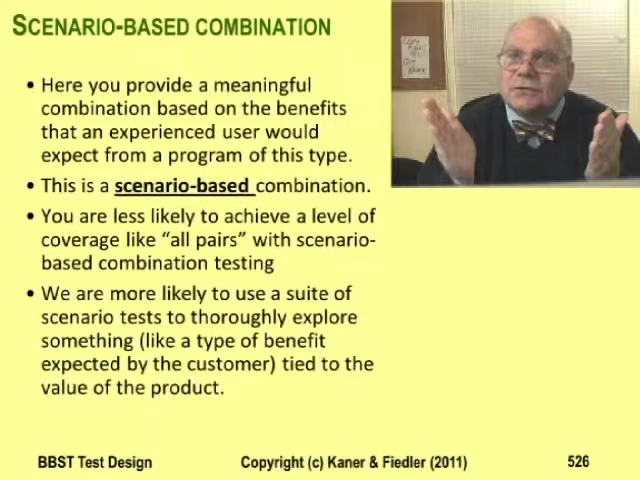 SCENARIO-BASED COMBINATION
• Here you provide a meaningful
combination based on the benefits
that an experienced user would
expect from a program of this type.
• This is a scenario-based combination.
• You are less likely to achieve a level of
coverage like “all pairs” with scenario-
based combination testing
• We are more likely to use a suite of
scenario tests to thoroughly explore
something (like a type of benefit
expected by the customer) tied to the
value of the product.
BBST Test Design Copyright (c) Kaner & Fiedler (2011) 526